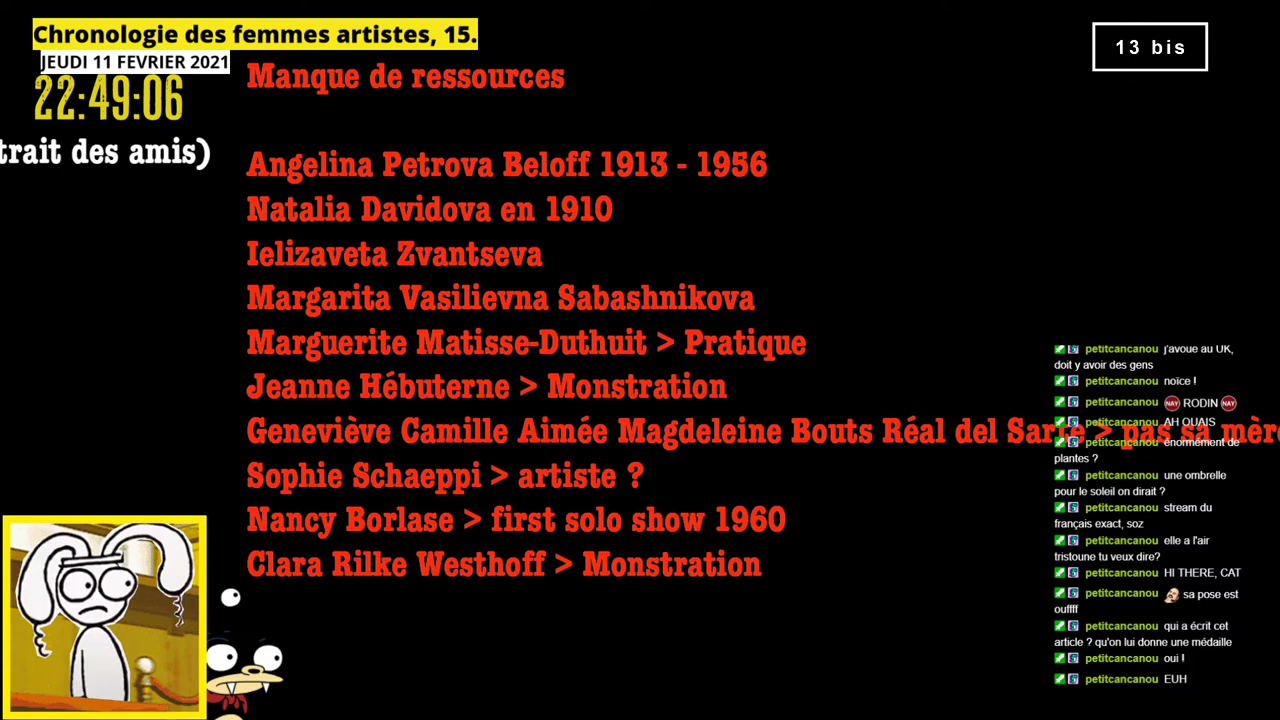 Chronologie des femmes artistes, 15.
JEUDI 11 FEVRIER 2021
22:49:06
trait des amis)
13 bis
Manque de ressources
Angelina Petrova Beloff 1913 - 1956
Natalia Davidova en 1910
Ielizaveta Zvantseva
Margarita Vasilievna Sabashnikova
Marguerite Matisse-Duthuit > Pratique
Jeanne Hébuterne > Monstration
Geneviève Camille Aimée Magdeleine Bouts Réal del Sarte > pas sa mère
Sophie Schaeppi > artiste ?
Nancy Borlase > first solo show 1960
Clara Rilke Westhoff > Monstration
petitcancanou j'avoue au UK,
doit y avoir des gens
petitcancanou noïce !
petitcancanou NAY RODIN NAY
petitcancanou AH OUAIS
petitcancanou énormément de
plantes ?
petitcancanou une ombrelle
pour le soleil on dirait ?
petitcancanou stream du
français exact, soz
petitcancanou elle a l'air
tristoune tu veux dire?
petitcancanou HI THERE, CAT
petitcancanou sa pose est
oufffff
petitcancanou qui a écrit cet
article ? qu'on lui donne une médaille
petitcancanou oui !
petitcancanou EUH